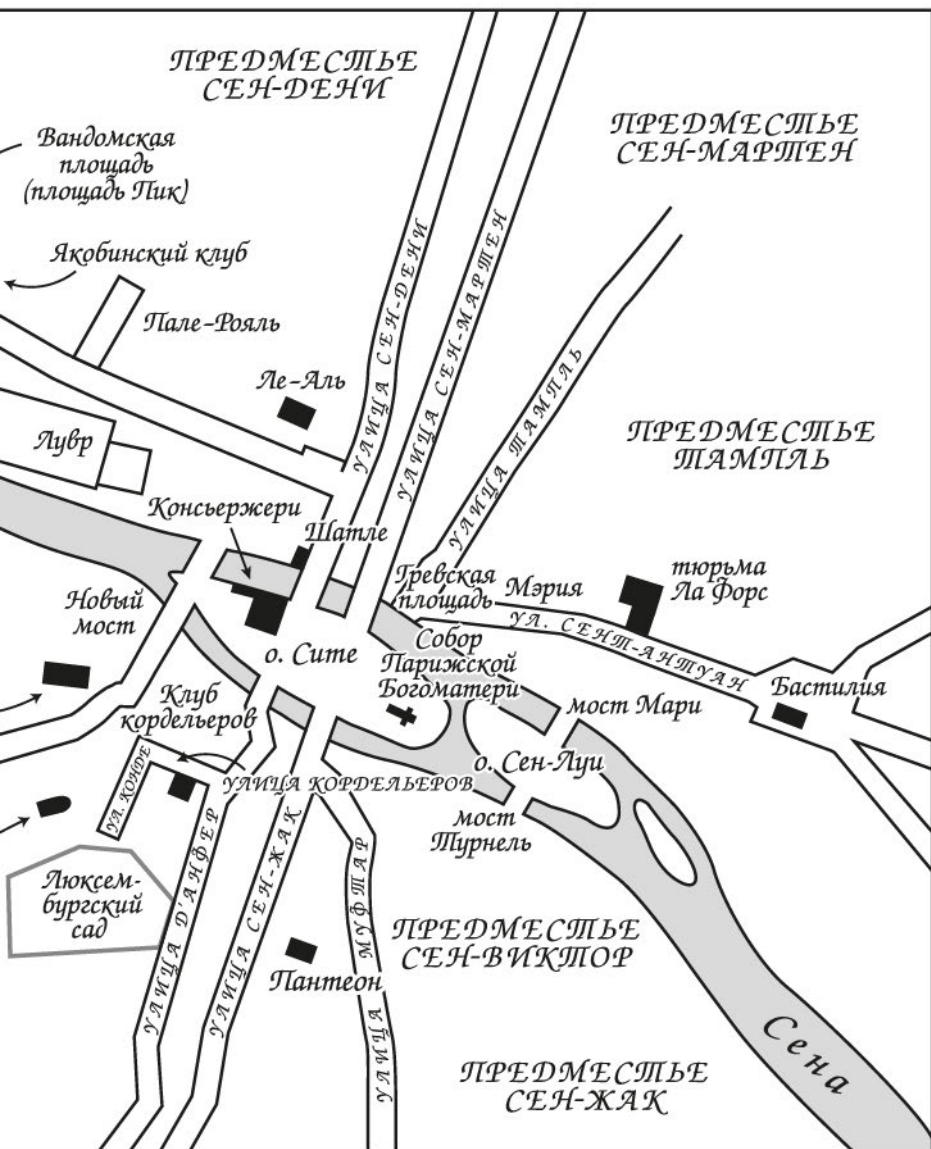 ПРЕДМЕСТЬЕ
СЕН-ДЕНИ
ПРЕДМЕСТЬЕ
СЕН-МАРТЕН
Вандомская
площадь
(площадь Пик)
Якобинский клуб
Пале-Рояль
УЛИЦА СЕН-ДЕНИ
УЛИЦА СЕН-МАРТЕН
УЛИЦА ТАМПЛЬ
Ле-Аль
ПРЕДМЕСТЬЕ
ТАМПЛЬ
Лувр
Консьержери
Шатле
Гревская
площадь
Мэрия
тюрьма
Ла Форс
УЛ. СЕНТ-АНТУАН
Новый
мост
о. Сите
Собор
Парижской
Богоматери
Бастилия
мост Мари
Клуб
кордельеров
о. Сен-Луи
УЛ. КОНДЕ
УЛИЦА КОРДЕЛЬЕРОВ
мост
Турнель
Люксем-
бургский
сад
УЛИЦА Д'АНФЕР
УЛИЦА СЕН-ЖАК
УЛИЦА МУФТАР
Пантеон
ПРЕДМЕСТЬЕ
СЕН-ВИКТОР
ПРЕДМЕСТЬЕ
СЕН-ЖАК
Сена